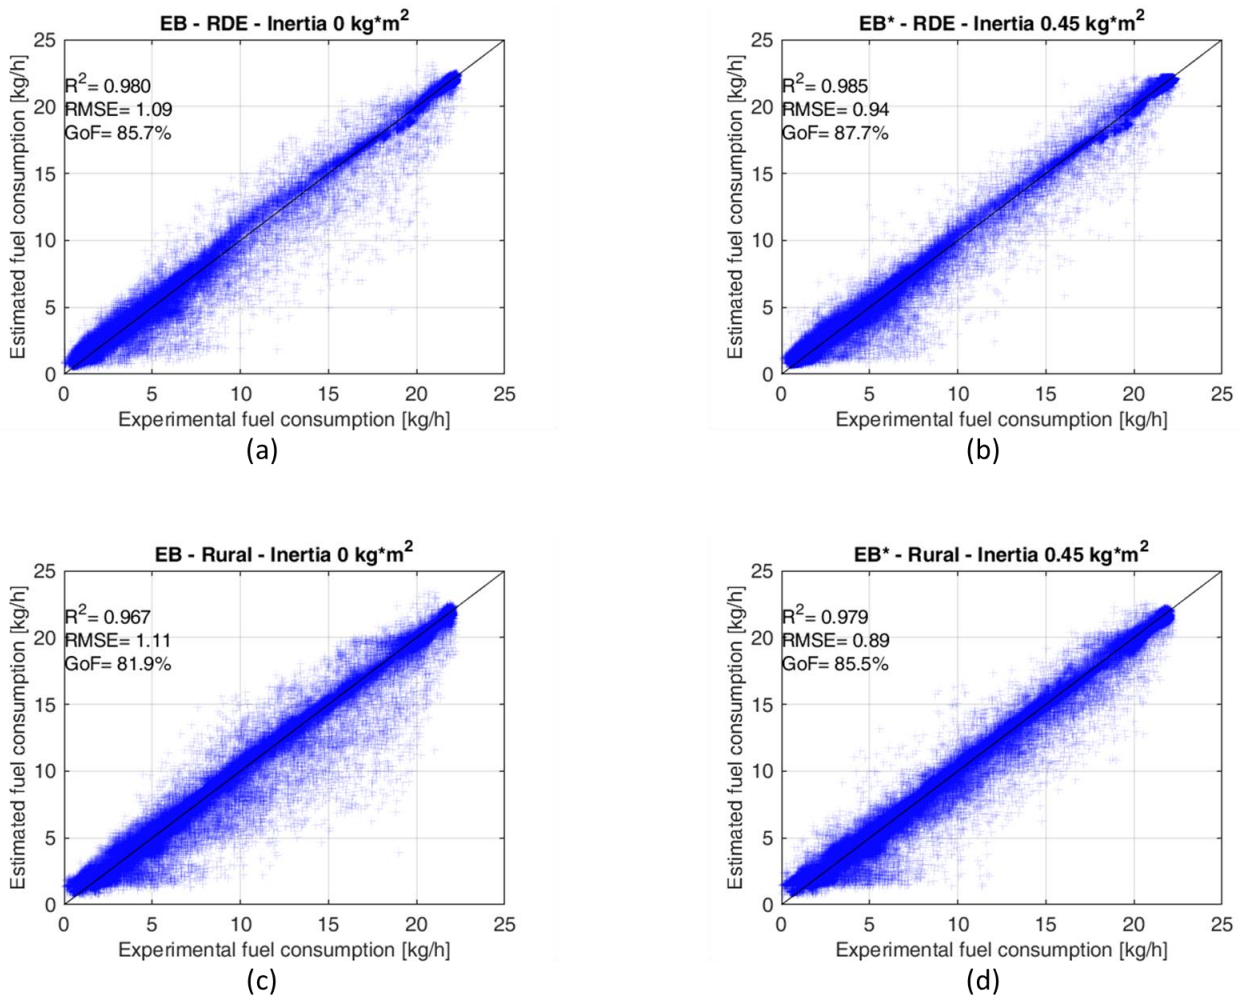 EB - RDE - Inertia 0 kg*m²
R²= 0.980
RMSE= 1.09
GoF= 85.7%
Estimated fuel consumption [kg/h]
25
20
15
10
5
0
0 5 10 15 20 25
Experimental fuel consumption [kg/h]
(a)
EB* - RDE - Inertia 0.45 kg*m²
R²= 0.985
RMSE= 0.94
GoF= 87.7%
Estimated fuel consumption [kg/h]
25
20
15
10
5
0
0 5 10 15 20 25
Experimental fuel consumption [kg/h]
(b)
EB - Rural - Inertia 0 kg*m²
R²= 0.967
RMSE= 1.11
GoF= 81.9%
Estimated fuel consumption [kg/h]
25
20
15
10
5
0
0 5 10 15 20 25
Experimental fuel consumption [kg/h]
(c)
EB* - Rural - Inertia 0.45 kg*m²
R²= 0.979
RMSE= 0.89
GoF= 85.5%
Estimated fuel consumption [kg/h]
25
20
15
10
5
0
0 5 10 15 20 25
Experimental fuel consumption [kg/h]
(d)